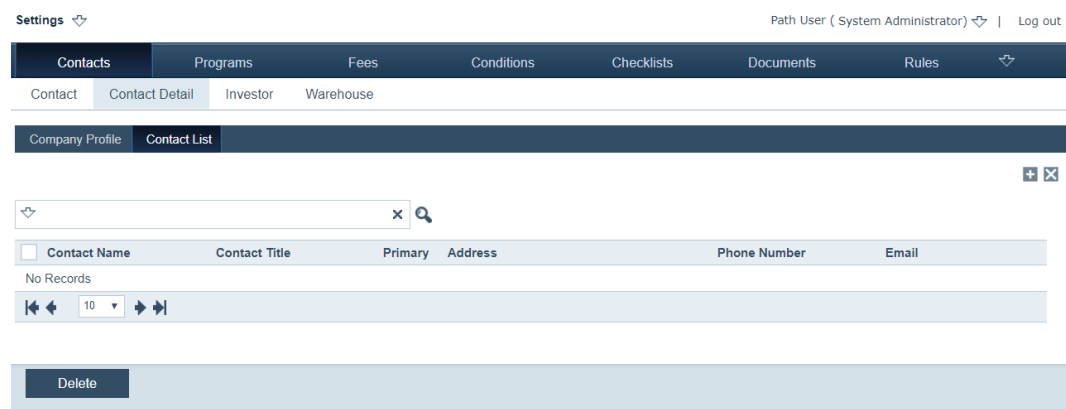 Settings Path User ( System Administrator) | Log out
Contacts Programs Fees Conditions Checklists Documents Rules
Contact Contact Detail Investor Warehouse
Company Profile Contact List
Contact Name Contact Title Primary Address Phone Number Email
No Records
10
Delete